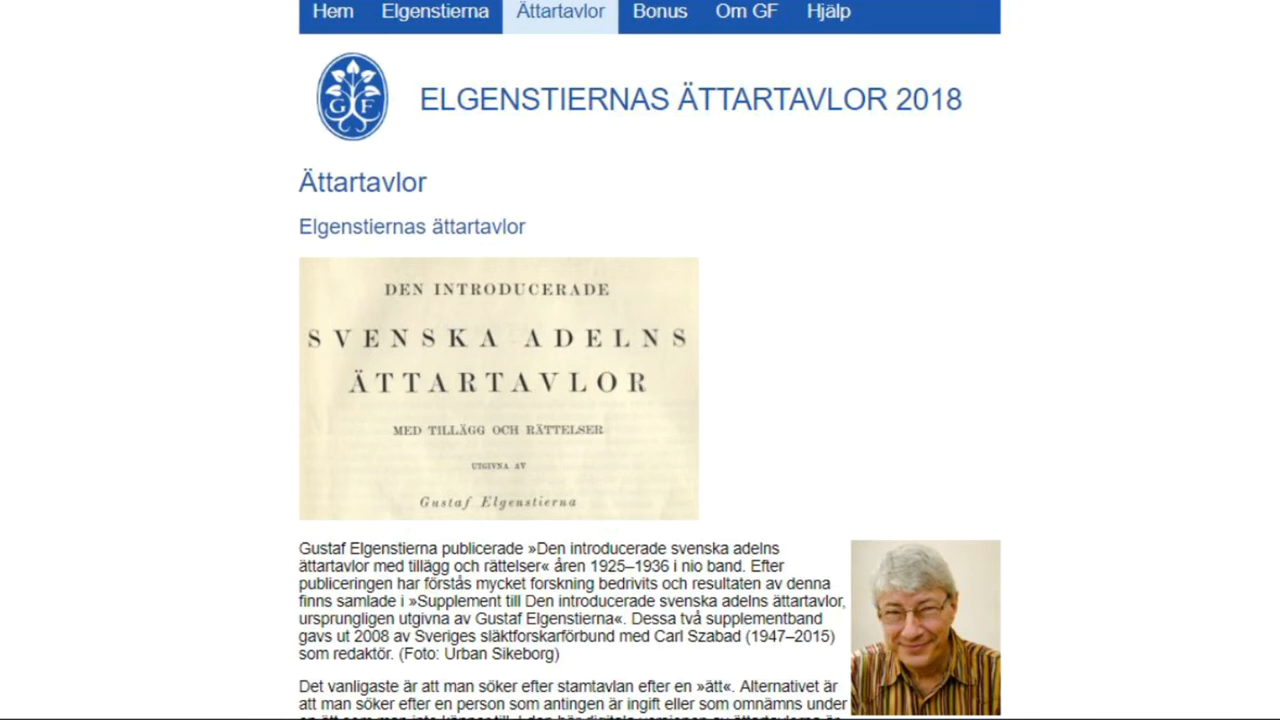 Hem Elgenstierna Ättartavlor Bonus Om GF Hjälp
G F
ELGENSTIERNAS ÄTTARTAVLOR 2018
Ättartavlor
Elgenstiernas ättartavlor
DEN INTRODUCERADE
SVENSKA ADELNS
ÄTTARTAVLOR
MED TILLÄGG OCH RÄTTELSER
UTGIVNA AV
Gustaf Elgenstierna
Gustaf Elgenstierna publicerade »Den introducerade svenska adelns
ättartavlor med tillägg och rättelser« åren 1925–1936 i nio band. Efter
publiceringen har förstås mycket forskning bedrivits och resultaten av denna
finns samlade i »Supplement till Den introducerade svenska adelns ättartavlor,
ursprungligen utgivna av Gustaf Elgenstierna«. Dessa två supplementband
gavs ut 2008 av Sveriges släktforskarförbund med Carl Szabad (1947–2015)
som redaktör. (Foto: Urban Sikeborg)
Det vanligaste är att man söker efter stamtavlan efter en »ätt«. Alternativet är
att man söker efter en person som antingen är ingift eller som omnämns under